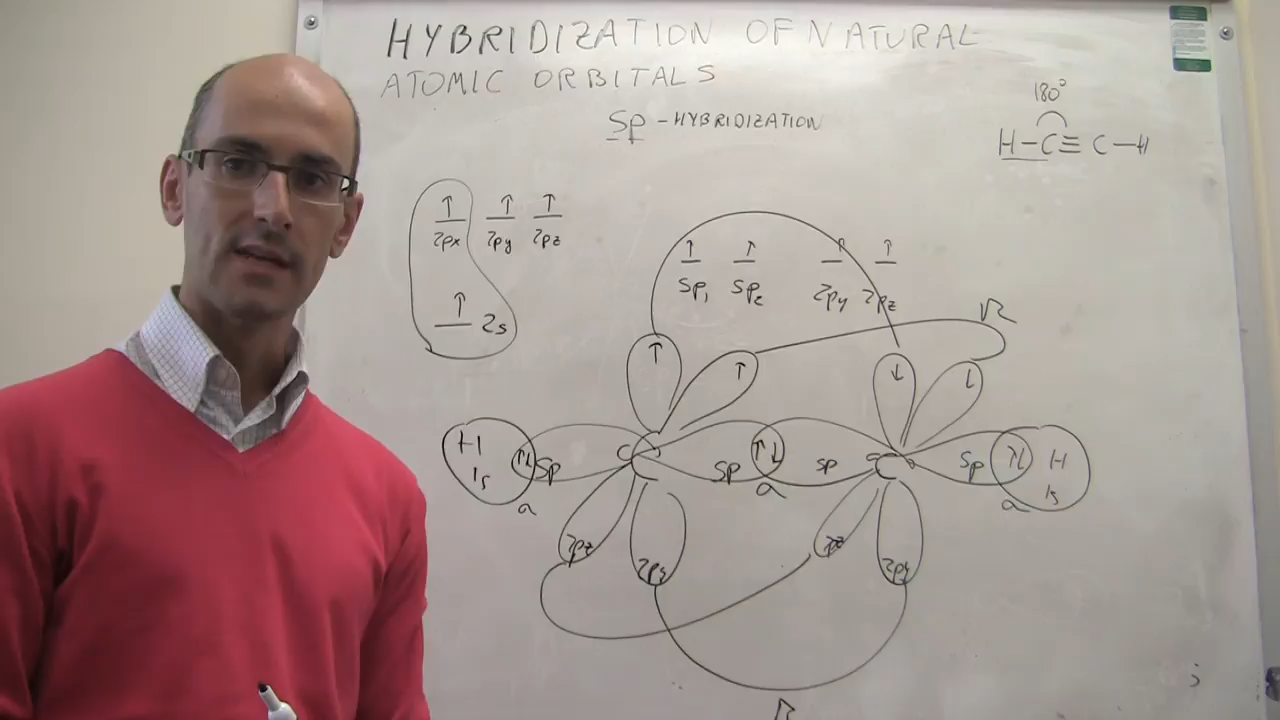 HYBRIDIZATION OF NATURAL
ATOMIC ORBITALS
sp - HYBRIDIZATION
180°
H-C≡C-H
↑ ↑ ↑
2px 2py 2pz
↑ 2s
↑ ↑ ↑ ↑
sp1 sp2 2py 2pz
π
↑ ↑ ↓ ↓
H 1s ↑↓ sp C sp ↑↓ sp C sp ↑↓ H 1s
σ σ σ
2pz 2py 2pz 2py
π